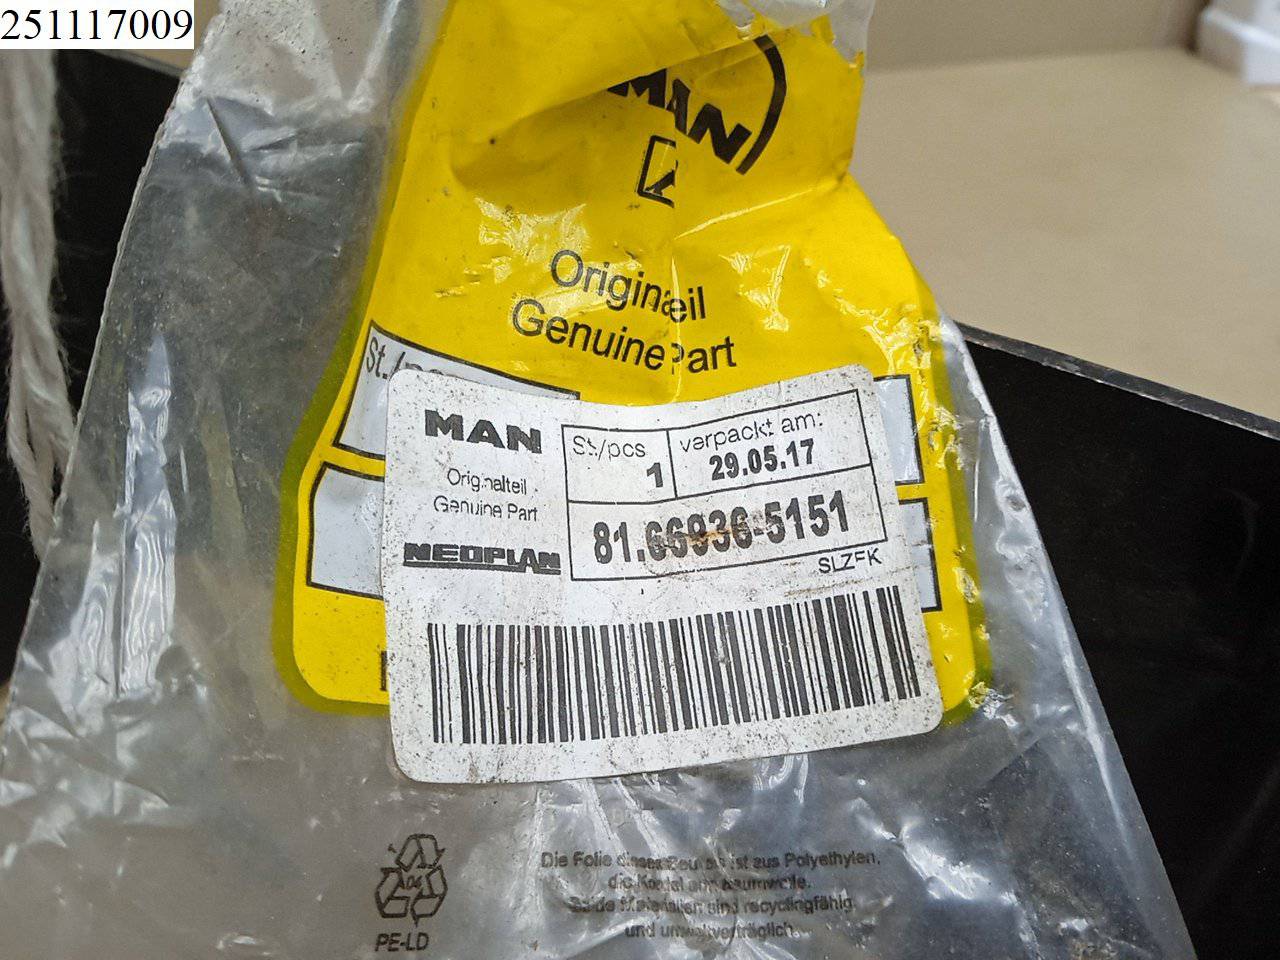 251117009
MAN
Originalteil
Genuine Part
St./pcs
MAN
Originalteil
Genuine Part
NEOPLAN
St/pcs
1
verpackt am:
29.05.17
81.66936-5151
SLZFK
Die Folie dieses Beutels ist aus Polyethylen,
die Kordel aus Baumwolle.
Beide Materialien sind recyclingfähig
und umweltverträglich.
04
PE-LD